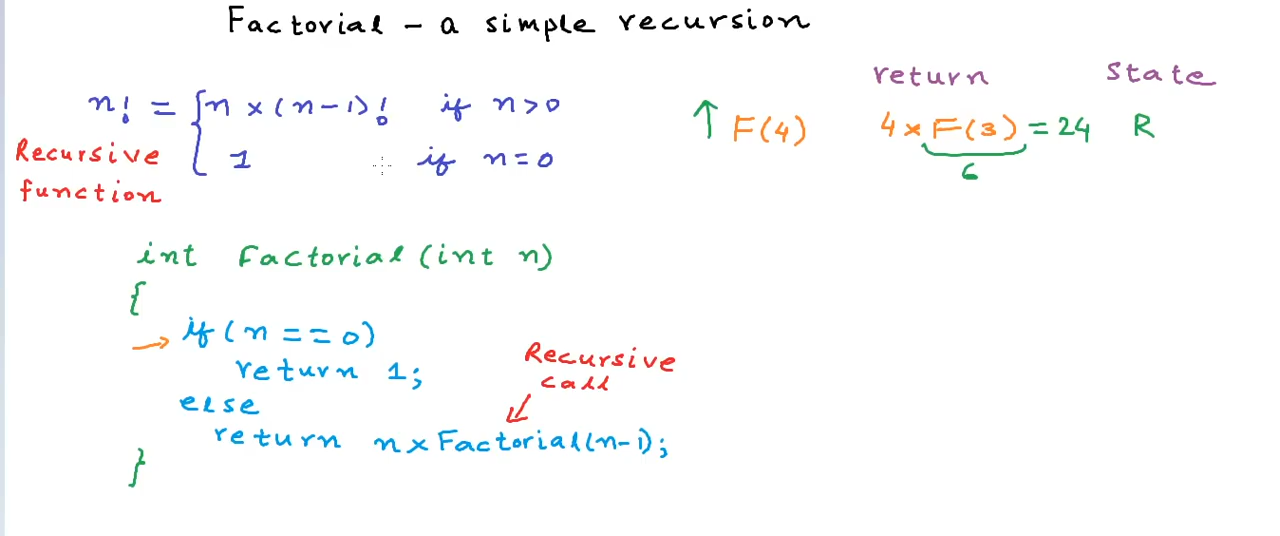 Factorial - a simple recursion
return State
n! = { n × (n-1)! if n>0
1 if n=0
Recursive
function
↑ F(4) 4 × F(3) = 24 R
6
int Factorial (int n)
{
→ if (n == 0)
return 1;
else
return n × Factorial(n-1);
}
Recursive
call